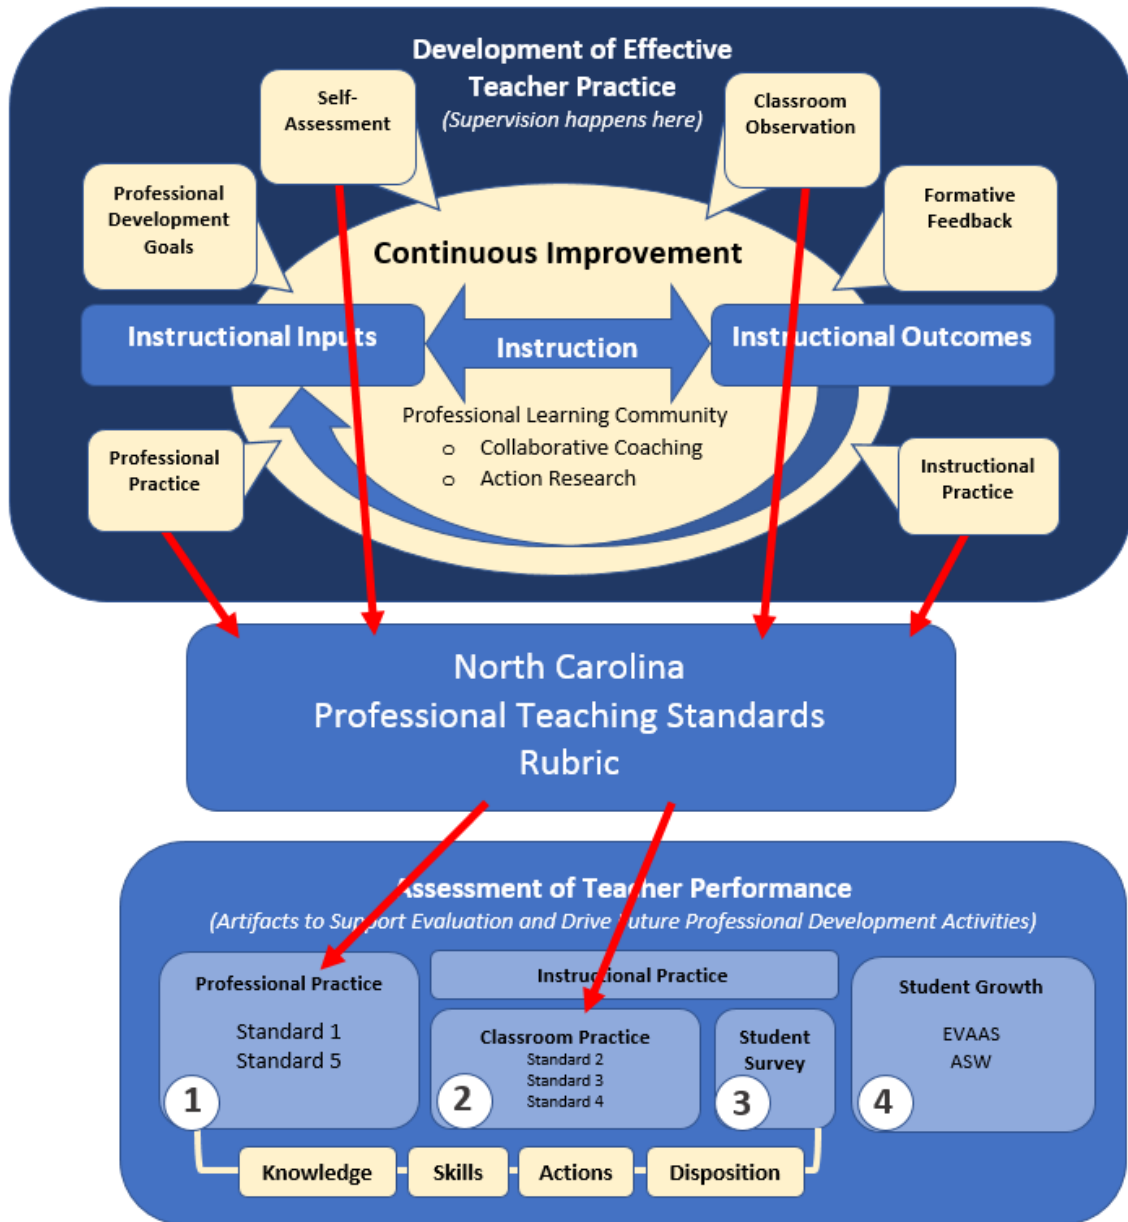 Development of Effective
Teacher Practice
(Supervision happens here)
Self-
Assessment
Classroom
Observation
Professional
Development
Goals
Formative
Feedback
Continuous Improvement
Instructional Inputs
Instruction
Instructional Outcomes
Professional Learning Community
o Collaborative Coaching
o Action Research
Professional
Practice
Instructional
Practice
North Carolina
Professional Teaching Standards
Rubric
Assessment of Teacher Performance
(Artifacts to Support Evaluation and Drive Future Professional Development Activities)
Professional Practice
Standard 1
Standard 5
1
Instructional Practice
Classroom Practice
Standard 2
Standard 3
Standard 4
2
Student
Survey
3
Student Growth
EVAAS
ASW
4
Knowledge
Skills
Actions
Disposition